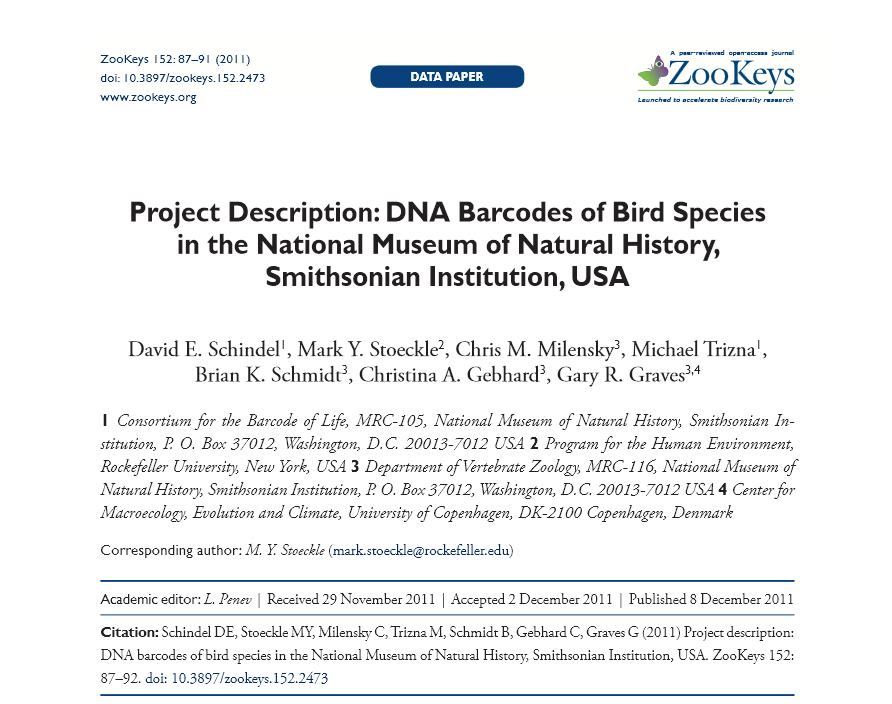 ZooKeys 152: 87–91 (2011)
doi: 10.3897/zookeys.152.2473
www.zookeys.org
DATA PAPER
A peer-reviewed open-access journal
ZooKeys
Launched to accelerate biodiversity research
Project Description: DNA Barcodes of Bird Species
in the National Museum of Natural History,
Smithsonian Institution, USA
David E. Schindel¹, Mark Y. Stoeckle², Chris M. Milensky³, Michael Trizna¹,
Brian K. Schmidt³, Christina A. Gebhard³, Gary R. Graves³,⁴
1 Consortium for the Barcode of Life, MRC-105, National Museum of Natural History, Smithsonian In-
stitution, P. O. Box 37012, Washington, D.C. 20013-7012 USA 2 Program for the Human Environment,
Rockefeller University, New York, USA 3 Department of Vertebrate Zoology, MRC-116, National Museum of
Natural History, Smithsonian Institution, P. O. Box 37012, Washington, D.C. 20013-7012 USA 4 Center for
Macroecology, Evolution and Climate, University of Copenhagen, DK-2100 Copenhagen, Denmark
Corresponding author: M. Y. Stoeckle (mark.stoeckle@rockefeller.edu)
Academic editor: L. Penev | Received 29 November 2011 | Accepted 2 December 2011 | Published 8 December 2011
Citation: Schindel DE, Stoeckle MY, Milensky C, Trizna M, Schmidt B, Gebhard C, Graves G (2011) Project description:
DNA barcodes of bird species in the National Museum of Natural History, Smithsonian Institution, USA. ZooKeys 152:
87–92. doi: 10.3897/zookeys.152.2473